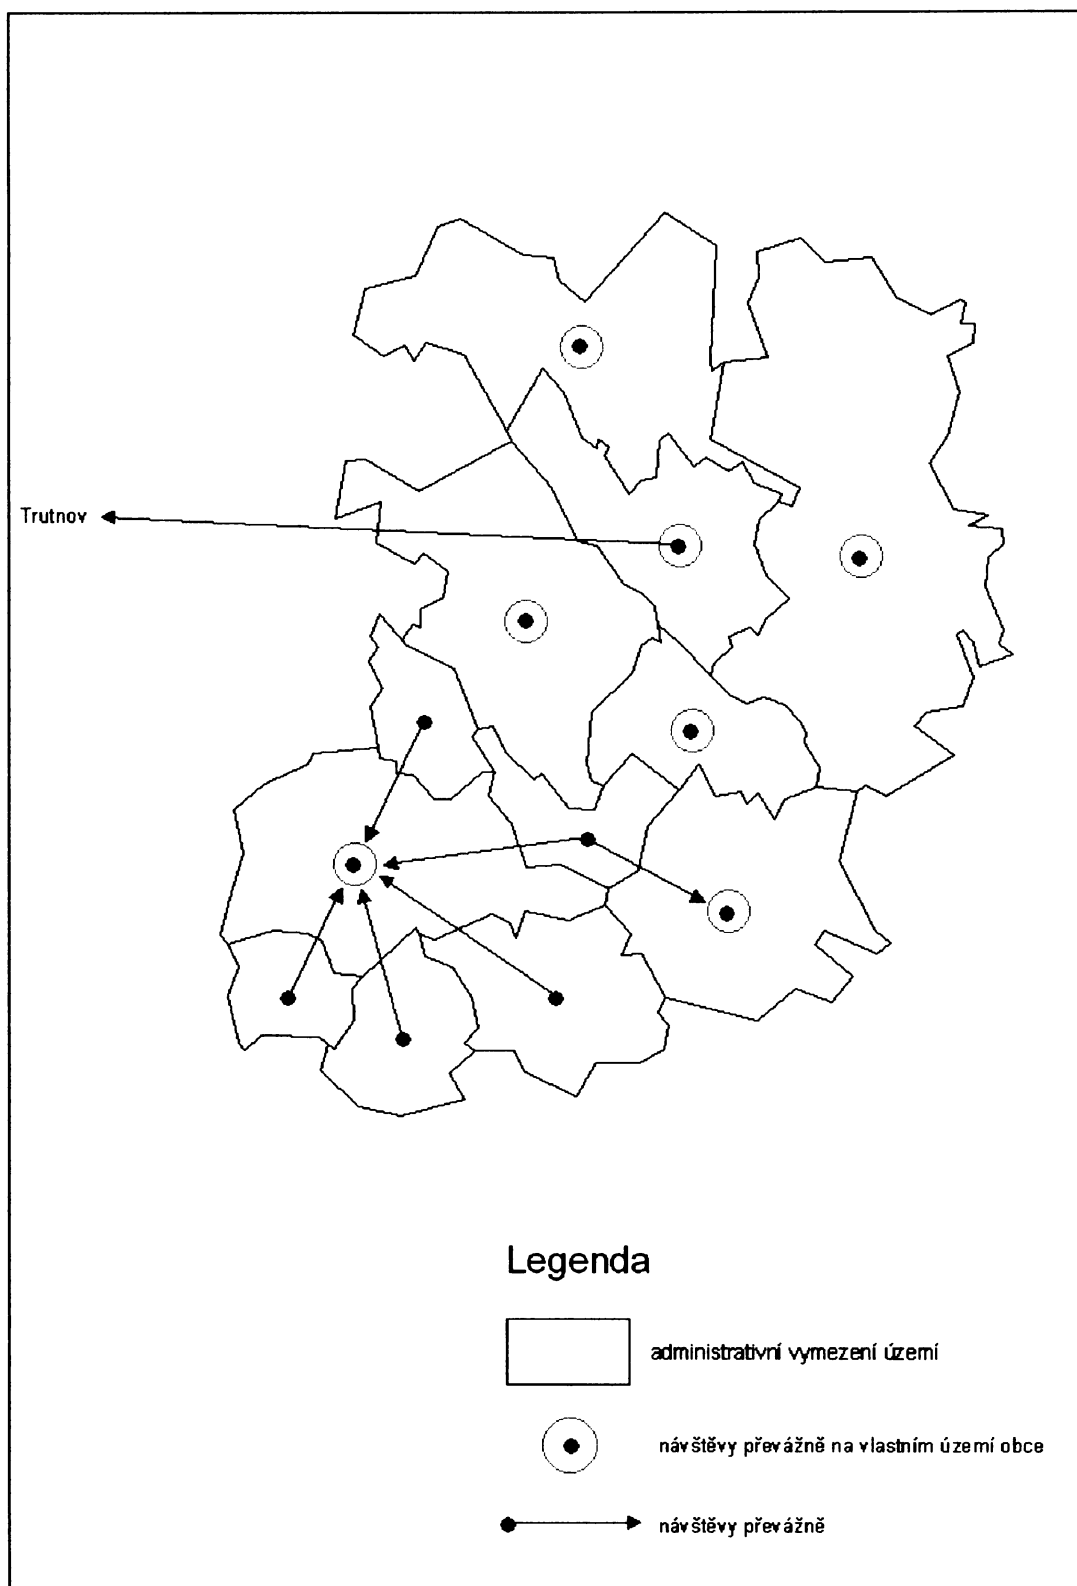 Trutnov
Legenda
administrativní vymezení území
návštěvy převážně na vlastním území obce
návštěvy převážně